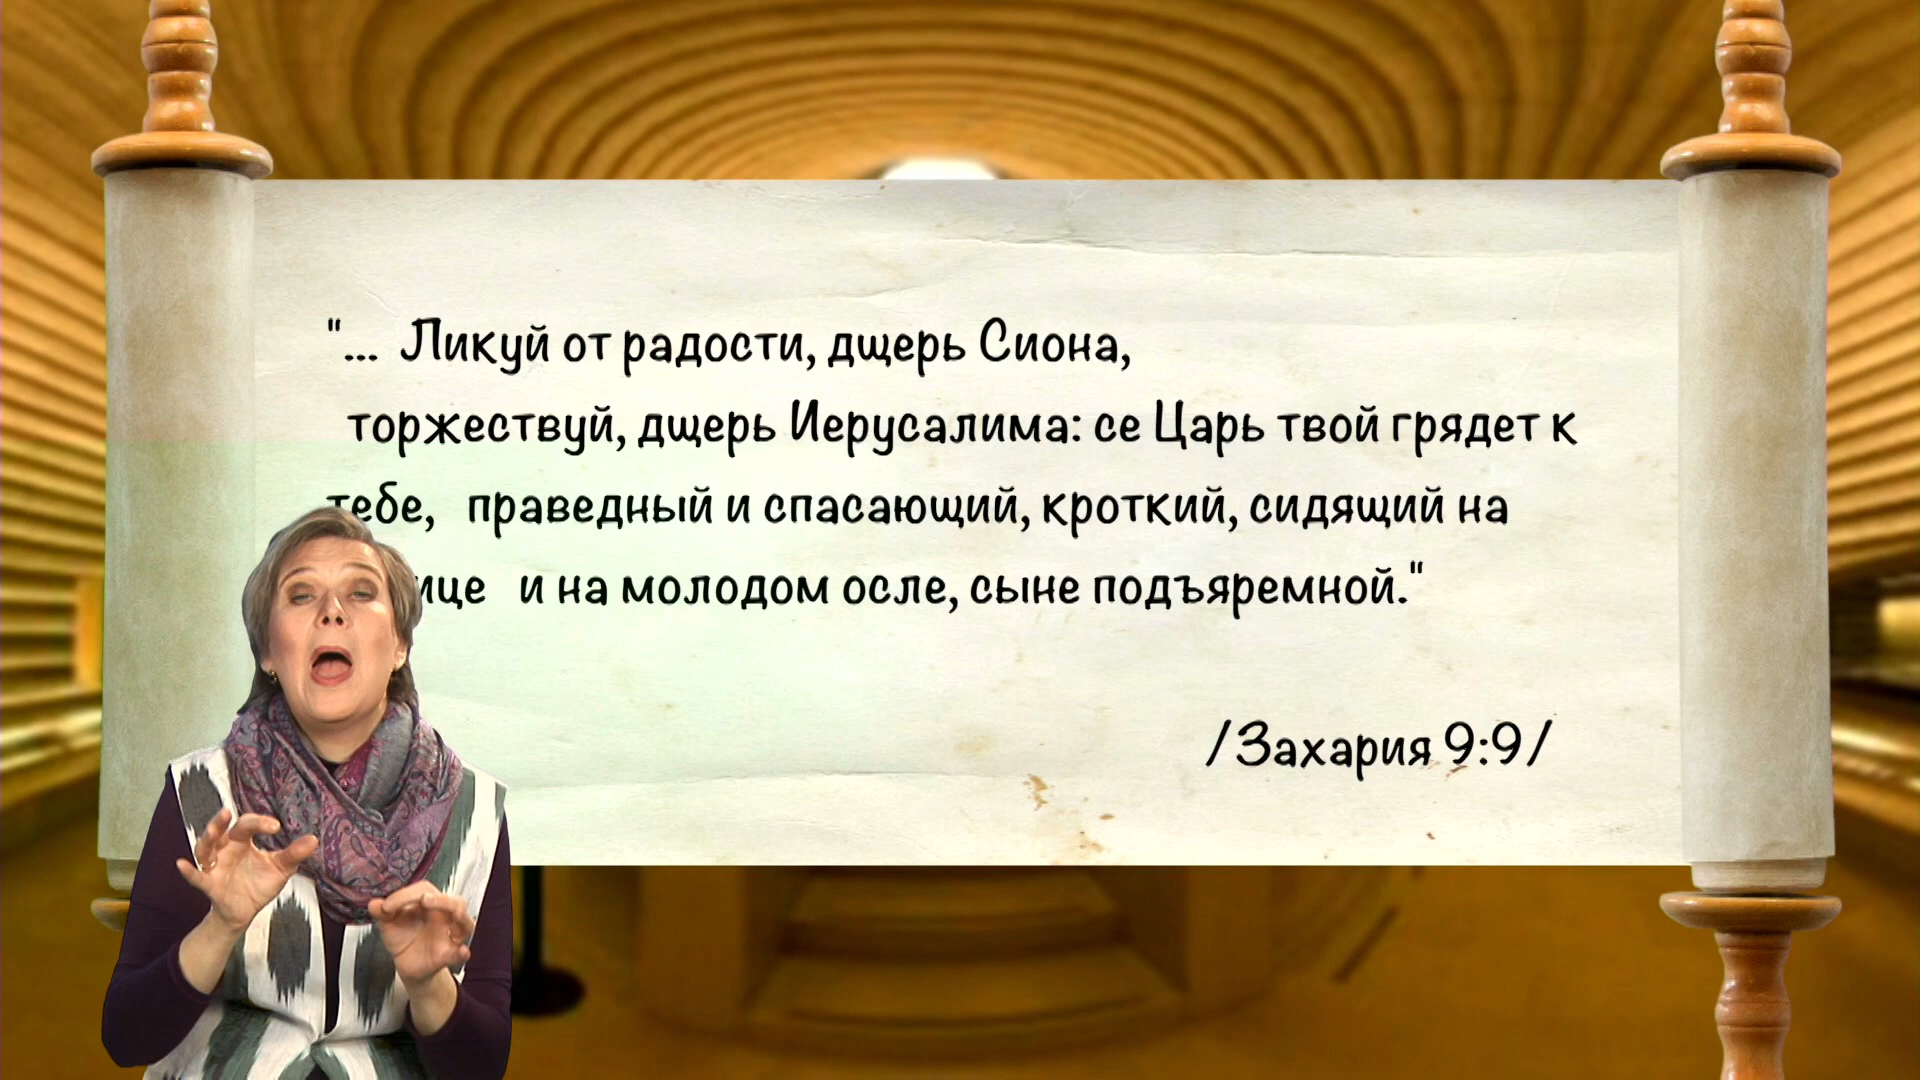 "... Ликуй от радости, дщерь Сиона,
торжествуй, дщерь Иерусалима: се Царь твой грядет к
тебе, праведный и спасающий, кроткий, сидящий на
и на молодом осле, сыне подъяремной."
/Захария 9:9/